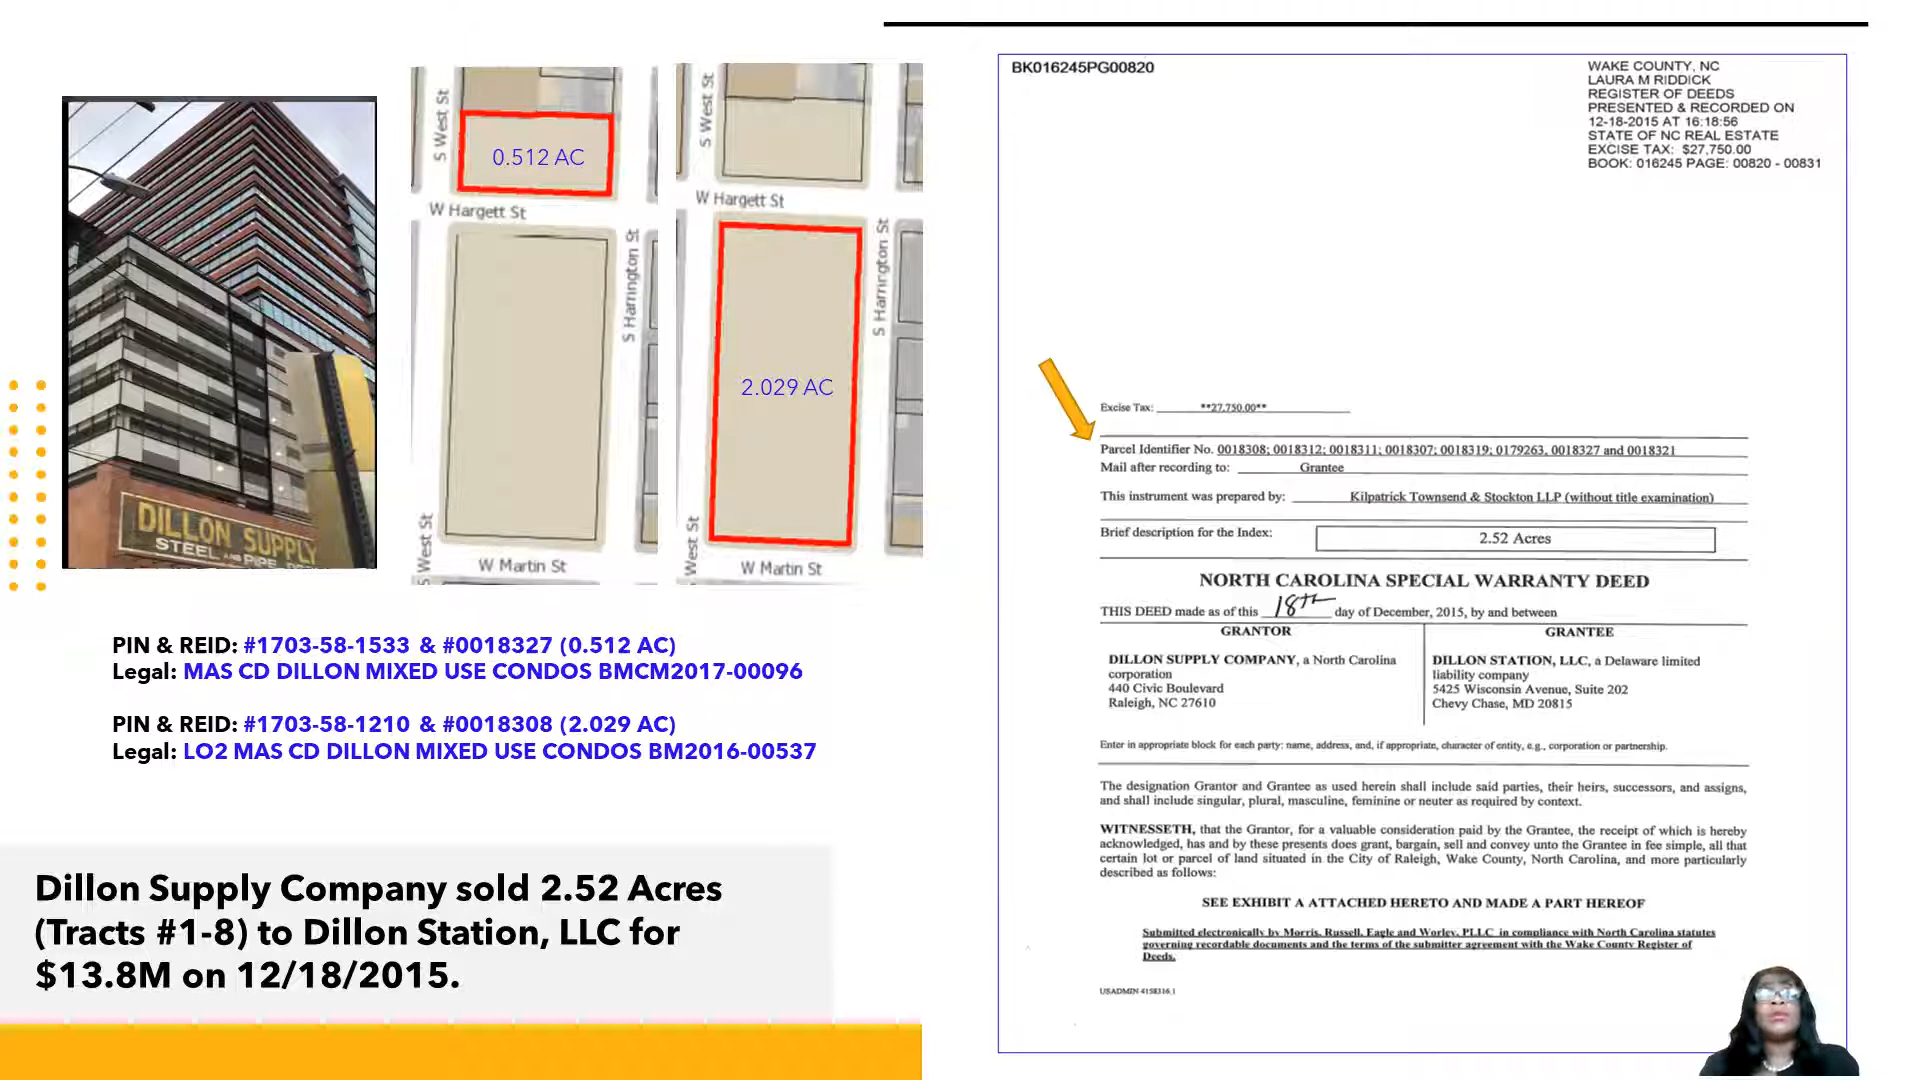 DILLON SUPPLY
STEEL AND PIPE
S West St
0.512 AC
W Hargett St
S Harrington St
S West St
W Martin St
S West St
W Hargett St
S Harrington St
2.029 AC
S West St
W Martin St
PIN & REID: #1703-58-1533 & #0018327 (0.512 AC)
Legal: MAS CD DILLON MIXED USE CONDOS BMCM2017-00096
PIN & REID: #1703-58-1210 & #0018308 (2.029 AC)
Legal: LO2 MAS CD DILLON MIXED USE CONDOS BM2016-00537
Dillon Supply Company sold 2.52 Acres
(Tracts #1-8) to Dillon Station, LLC for
$13.8M on 12/18/2015.
BK016245PG00820
WAKE COUNTY, NC
LAURA M RIDDICK
REGISTER OF DEEDS
PRESENTED & RECORDED ON
12-18-2015 AT 16:18:56
STATE OF NC REAL ESTATE
EXCISE TAX: $27,750.00
BOOK: 016245 PAGE: 00820 - 00831
Excise Tax: **27,750.00**
Parcel Identifier No. 0018308; 0018312; 0018311; 0018307; 0018319; 0179263, 0018327 and 0018321
Mail after recording to: Grantee
This instrument was prepared by: Kilpatrick Townsend & Stockton LLP (without title examination)
Brief description for the Index: 2.52 Acres
NORTH CAROLINA SPECIAL WARRANTY DEED
THIS DEED made as of this 18th day of December, 2015, by and between
GRANTOR
DILLON SUPPLY COMPANY, a North Carolina
corporation
440 Civic Boulevard
Raleigh, NC 27610
GRANTEE
DILLON STATION, LLC, a Delaware limited
liability company
5425 Wisconsin Avenue, Suite 202
Chevy Chase, MD 20815
Enter in appropriate block for each party: name, address, and, if appropriate, character of entity, e.g., corporation or partnership.
The designation Grantor and Grantee as used herein shall include said parties, their heirs, successors, and assigns,
and shall include singular, plural, masculine, feminine or neuter as required by context.
WITNESSETH, that the Grantor, for a valuable consideration paid by the Grantee, the receipt of which is hereby
acknowledged, has and by these presents does grant, bargain, sell and convey unto the Grantee in fee simple, all that
certain lot or parcel of land situated in the City of Raleigh, Wake County, North Carolina, and more particularly
described as follows:
SEE EXHIBIT A ATTACHED HERETO AND MADE A PART HEREOF
Submitted electronically by Morris, Russell, Eagle and Worley, PLLC in compliance with North Carolina statutes
governing recordable documents and the terms of the submitter agreement with the Wake County Register of
Deeds.
USADMIN 4158316.1